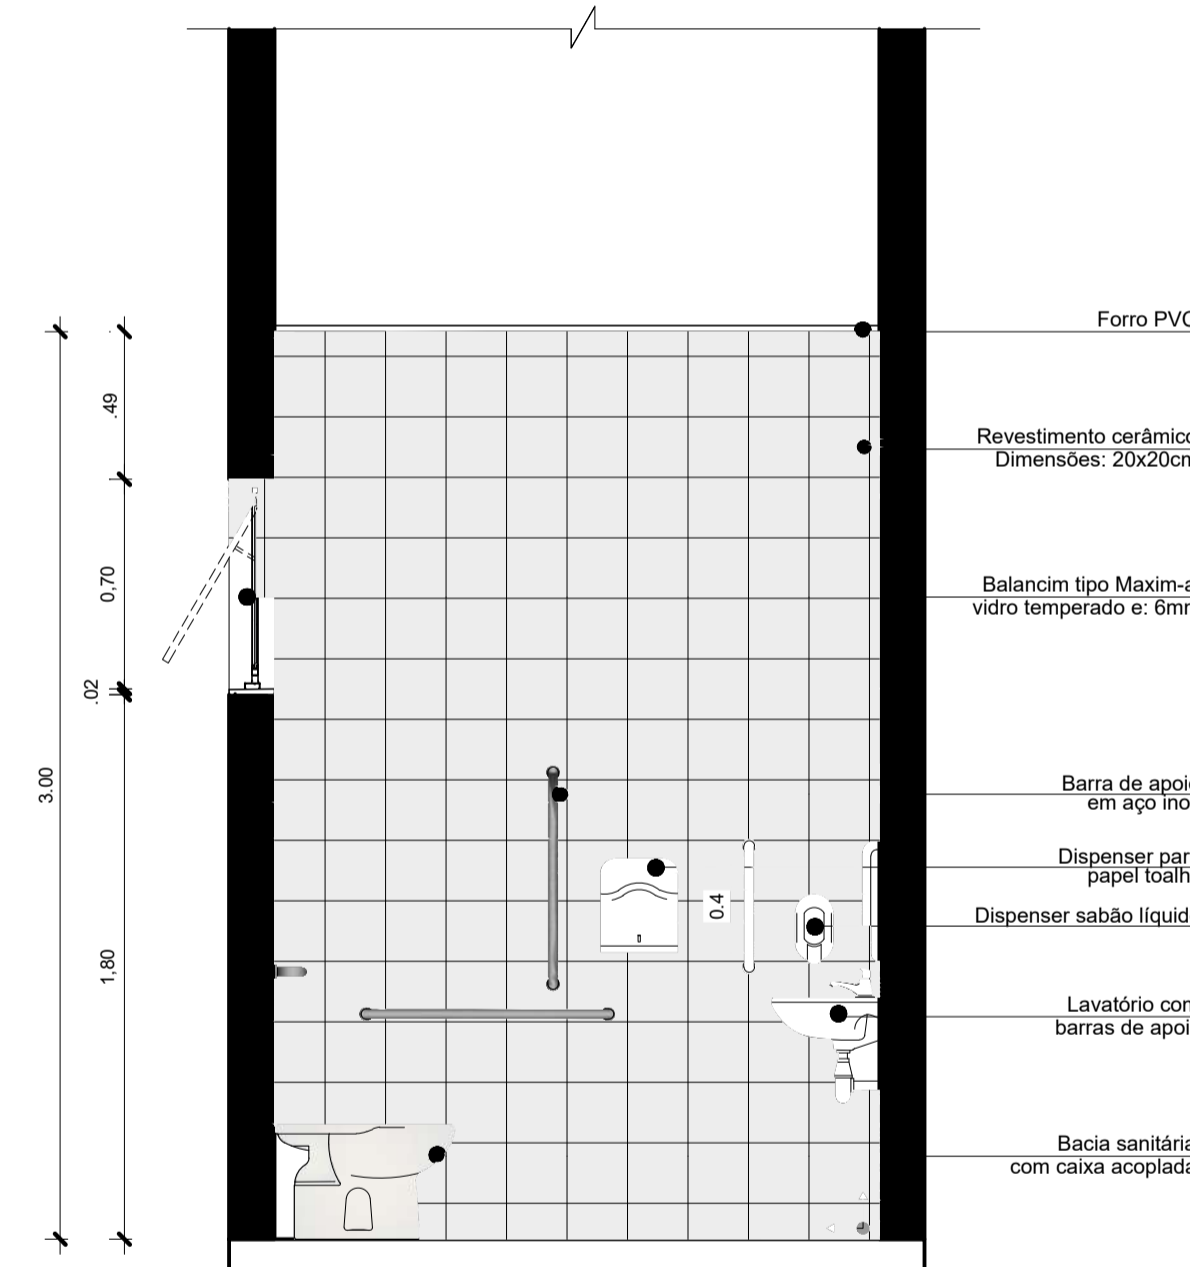 Forro PVC
.49
Revestimento cerâmico
Dimensões: 20x20cm
0,70
Balancim tipo Maxim-a
vidro temperado e: 6mm
.02
3.00
Barra de apoio
em aço ino
Dispenser par
papel toalh
0.4
Dispenser sabão líquid
1,80
Lavatório com
barras de apoi
Bacia sanitária
com caixa acoplada